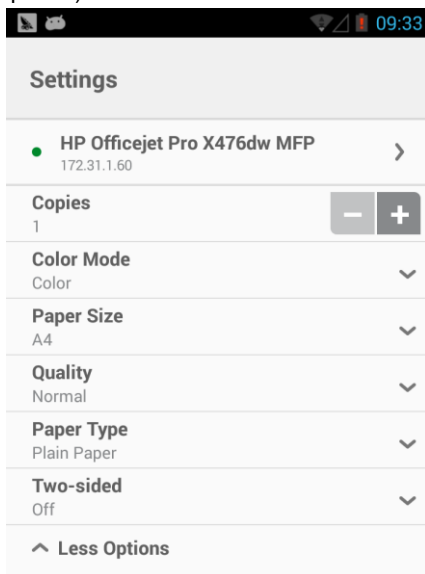 09:33
Settings
HP Officejet Pro X476dw MFP
172.31.1.60
Copies
1
Color Mode
Color
Paper Size
A4
Quality
Normal
Paper Type
Plain Paper
Two-sided
Off
Less Options